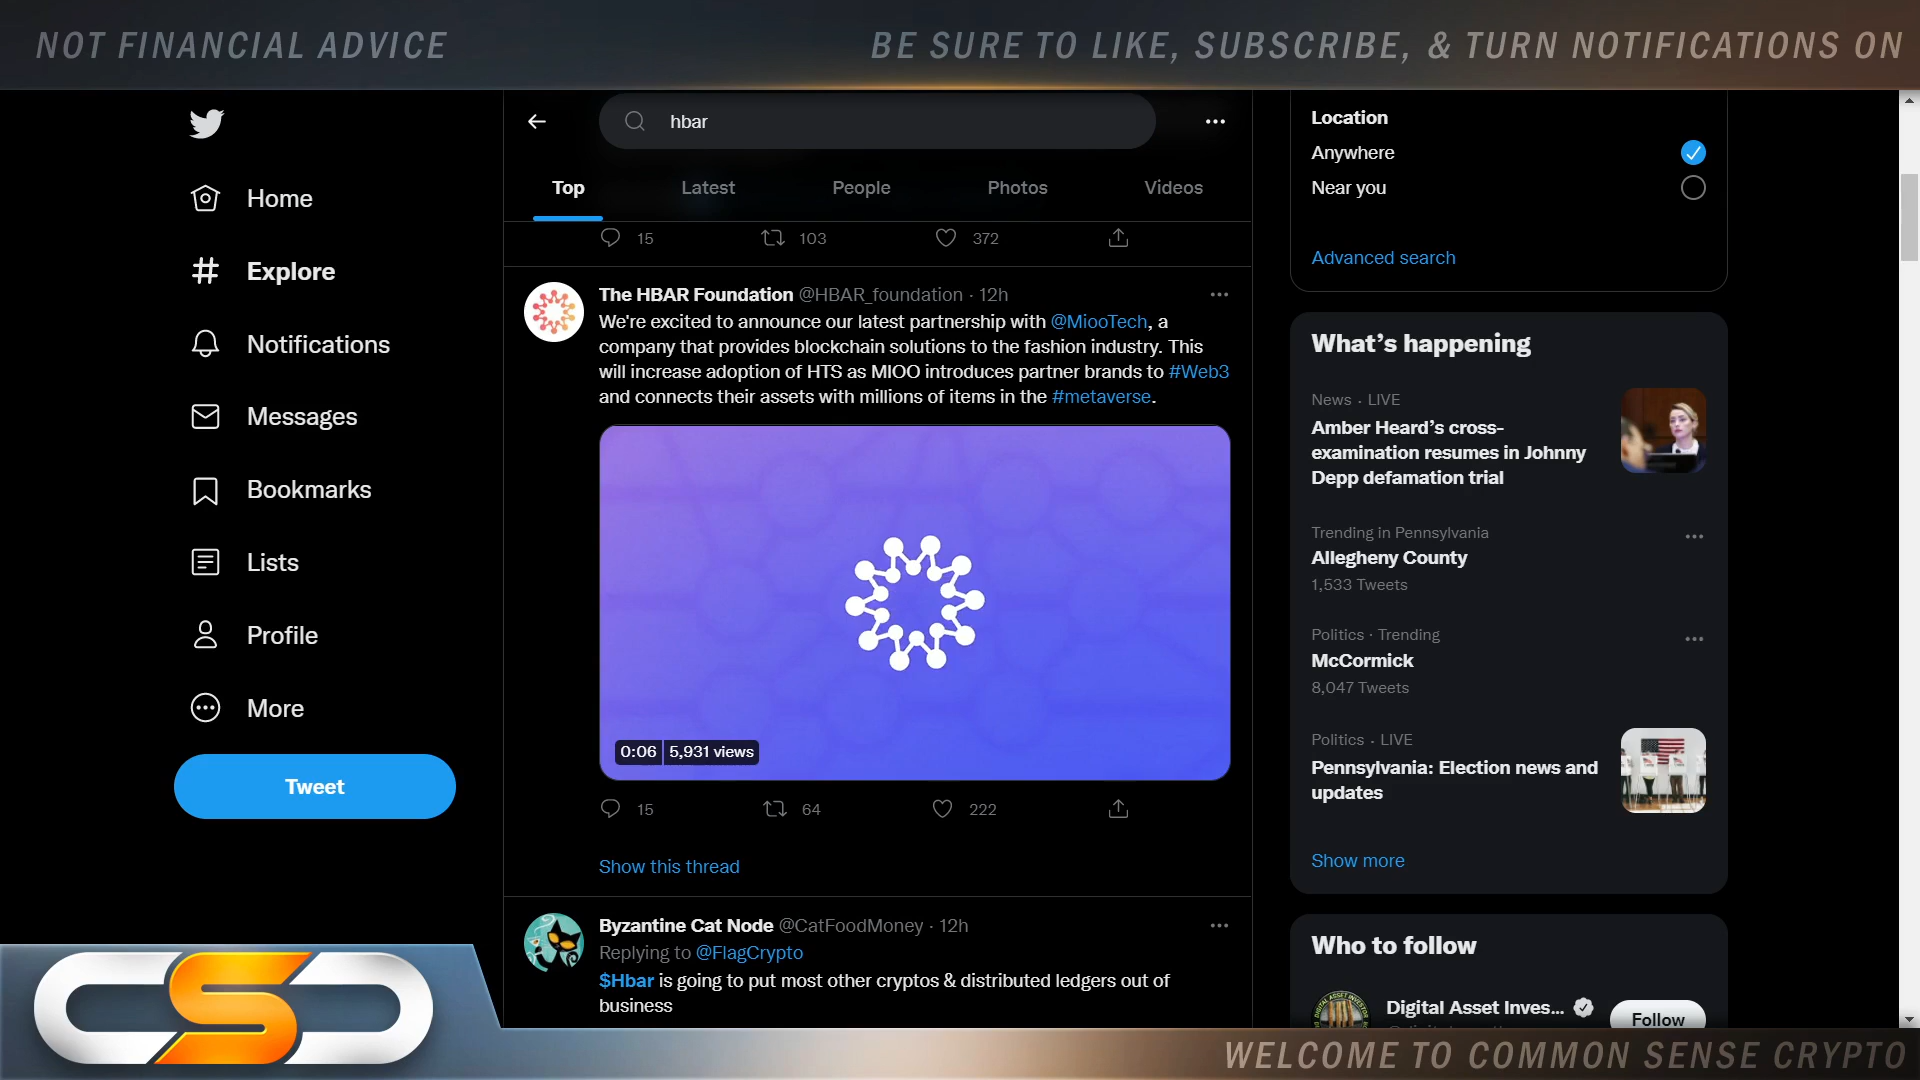 NOT FINANCIAL ADVICE
BE SURE TO LIKE, SUBSCRIBE, & TURN NOTIFICATIONS ON
Home
Explore
Notifications
Messages
Bookmarks
Lists
Profile
More
Tweet
hbar
Top
Latest
People
Photos
Videos
15
103
372
The HBAR Foundation @HBAR_foundation · 12h
We're excited to announce our latest partnership with @MiooTech, a
company that provides blockchain solutions to the fashion industry. This
will increase adoption of HTS as MIOO introduces partner brands to #Web3
and connects their assets with millions of items in the #metaverse.
0:06
5,931 views
15
64
222
Show this thread
Byzantine Cat Node @CatFoodMoney · 12h
Replying to @FlagCrypto
$Hbar is going to put most other cryptos & distributed ledgers out of
business
Location
Anywhere
Near you
Advanced search
What's happening
News · LIVE
Amber Heard's cross-
examination resumes in Johnny
Depp defamation trial
Trending in Pennsylvania
Allegheny County
1,533 Tweets
Politics · Trending
McCormick
8,047 Tweets
Politics · LIVE
Pennsylvania: Election news and
updates
Show more
Who to follow
Digital Asset Inves...
Follow
CSC
WELCOME TO COMMON SENSE CRYPTO